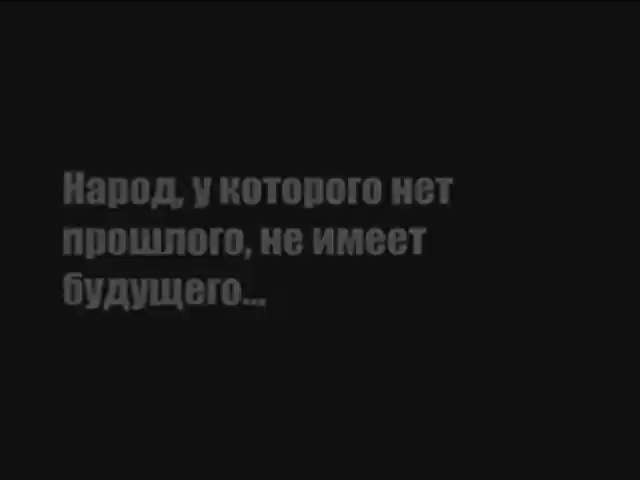 Народ, у которого нет
прошлого, не имеет
будущего...